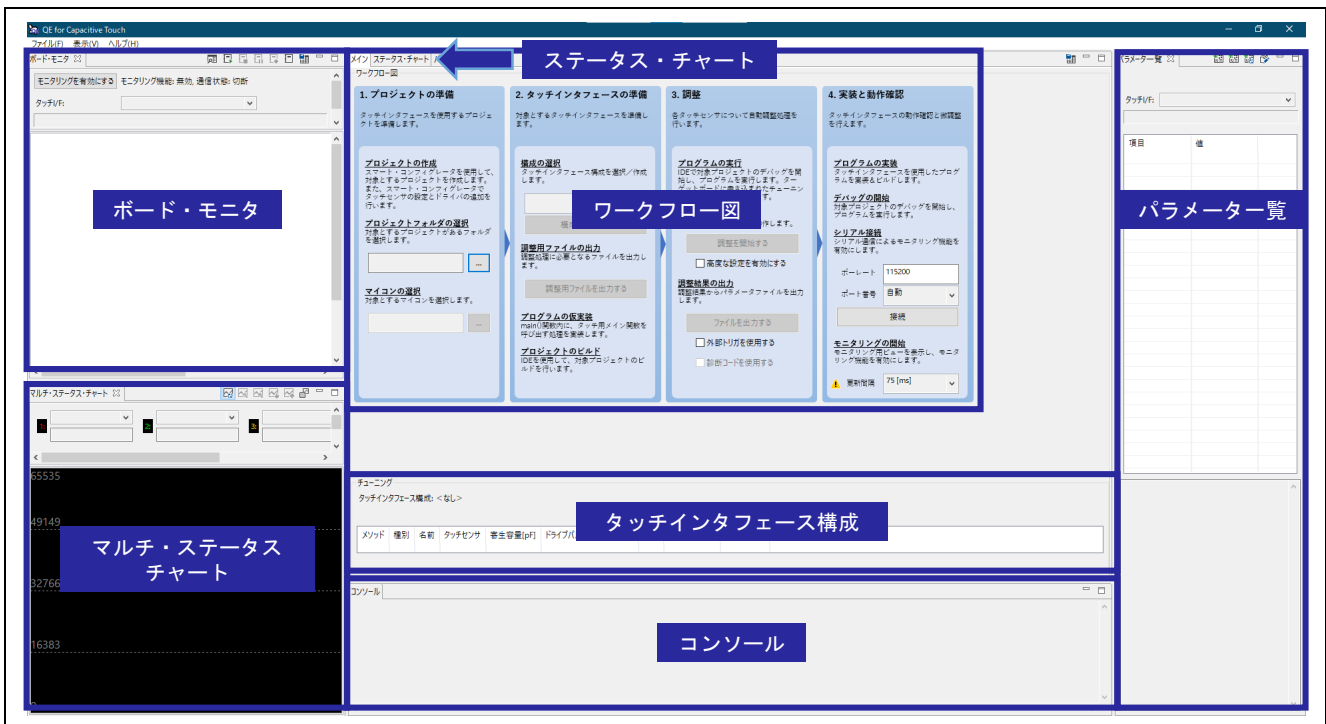 QE for Capacitive Touch
ファイル(F) 表示(V) ヘルプ(H)
ボード・モニタ
モニタリングを有効にする モニタリング機能: 無効, 通信状態: 切断
タッチI/F:
ボード・モニタ
マルチ・ステータス・チャート
1: 2: 3:
65535
49149
32766
16383
マルチ・ステータス
チャート
メイン ステータス・チャート
ステータス・チャート
ワークフロー図
1. プロジェクトの準備
タッチインタフェースを使用するプロジェ
クトを準備します。
プロジェクトの作成
スマート・コンフィグレータを使用して、
対象とするプロジェクトを作成します。
また、スマート・コンフィグレータで
タッチセンサの設定とドライバの追加を
行います。
プロジェクトフォルダの選択
対象とするプロジェクトがあるフォルダ
を選択します。
...
マイコンの選択
対象とするマイコンを選択します。
...
2. タッチインタフェースの準備
対象とするタッチインタフェースを準備し
ます。
構成の選択
タッチインタフェース構成を選択／作成
します。
調整用ファイルの出力
調整処理に必要となるファイルを出力し
ます。
調整用ファイルを出力する
プログラムの仮実装
main()関数内に、タッチ用メイン関数を
呼び出す処理を実装します。
プロジェクトのビルド
IDEを使用して、対象プロジェクトのビ
ルドを行います。
ワークフロー図
3. 調整
各タッチセンサについて自動調整処理を
行います。
プログラムの実行
IDEで対象プロジェクトのデバッグを開
始し、プログラムを実行します。ター
ゲットボードに書き込まれたチューニン
調整を開始する
高度な設定を有効にする
調整結果の出力
調整結果からパラメータファイルを出力
します。
ファイルを出力する
外部トリガを使用する
診断コードを使用する
4. 実装と動作確認
タッチインタフェースの動作確認と微調整
を行えます。
プログラムの実装
タッチインタフェースを使用したプログ
ラムを実装とビルドします。
デバッグの開始
対象プロジェクトのデバッグを開始し、
プログラムを実行します。
シリアル接続
シリアル通信によるモニタリング機能を
有効にします。
ボーレート 115200
ポート番号 自動
接続
モニタリングの開始
モニタリング用ビューを表示し、モニタ
リング機能を有効にします。
更新間隔 75 [ms]
チューニング
タッチインタフェース構成: <なし>
メソッド 種別 名前 タッチセンサ 寄生容量[pF]
タッチインタフェース構成
コンソール
コンソール
パラメーター覧
タッチI/F:
項目 値
パラメーター覧